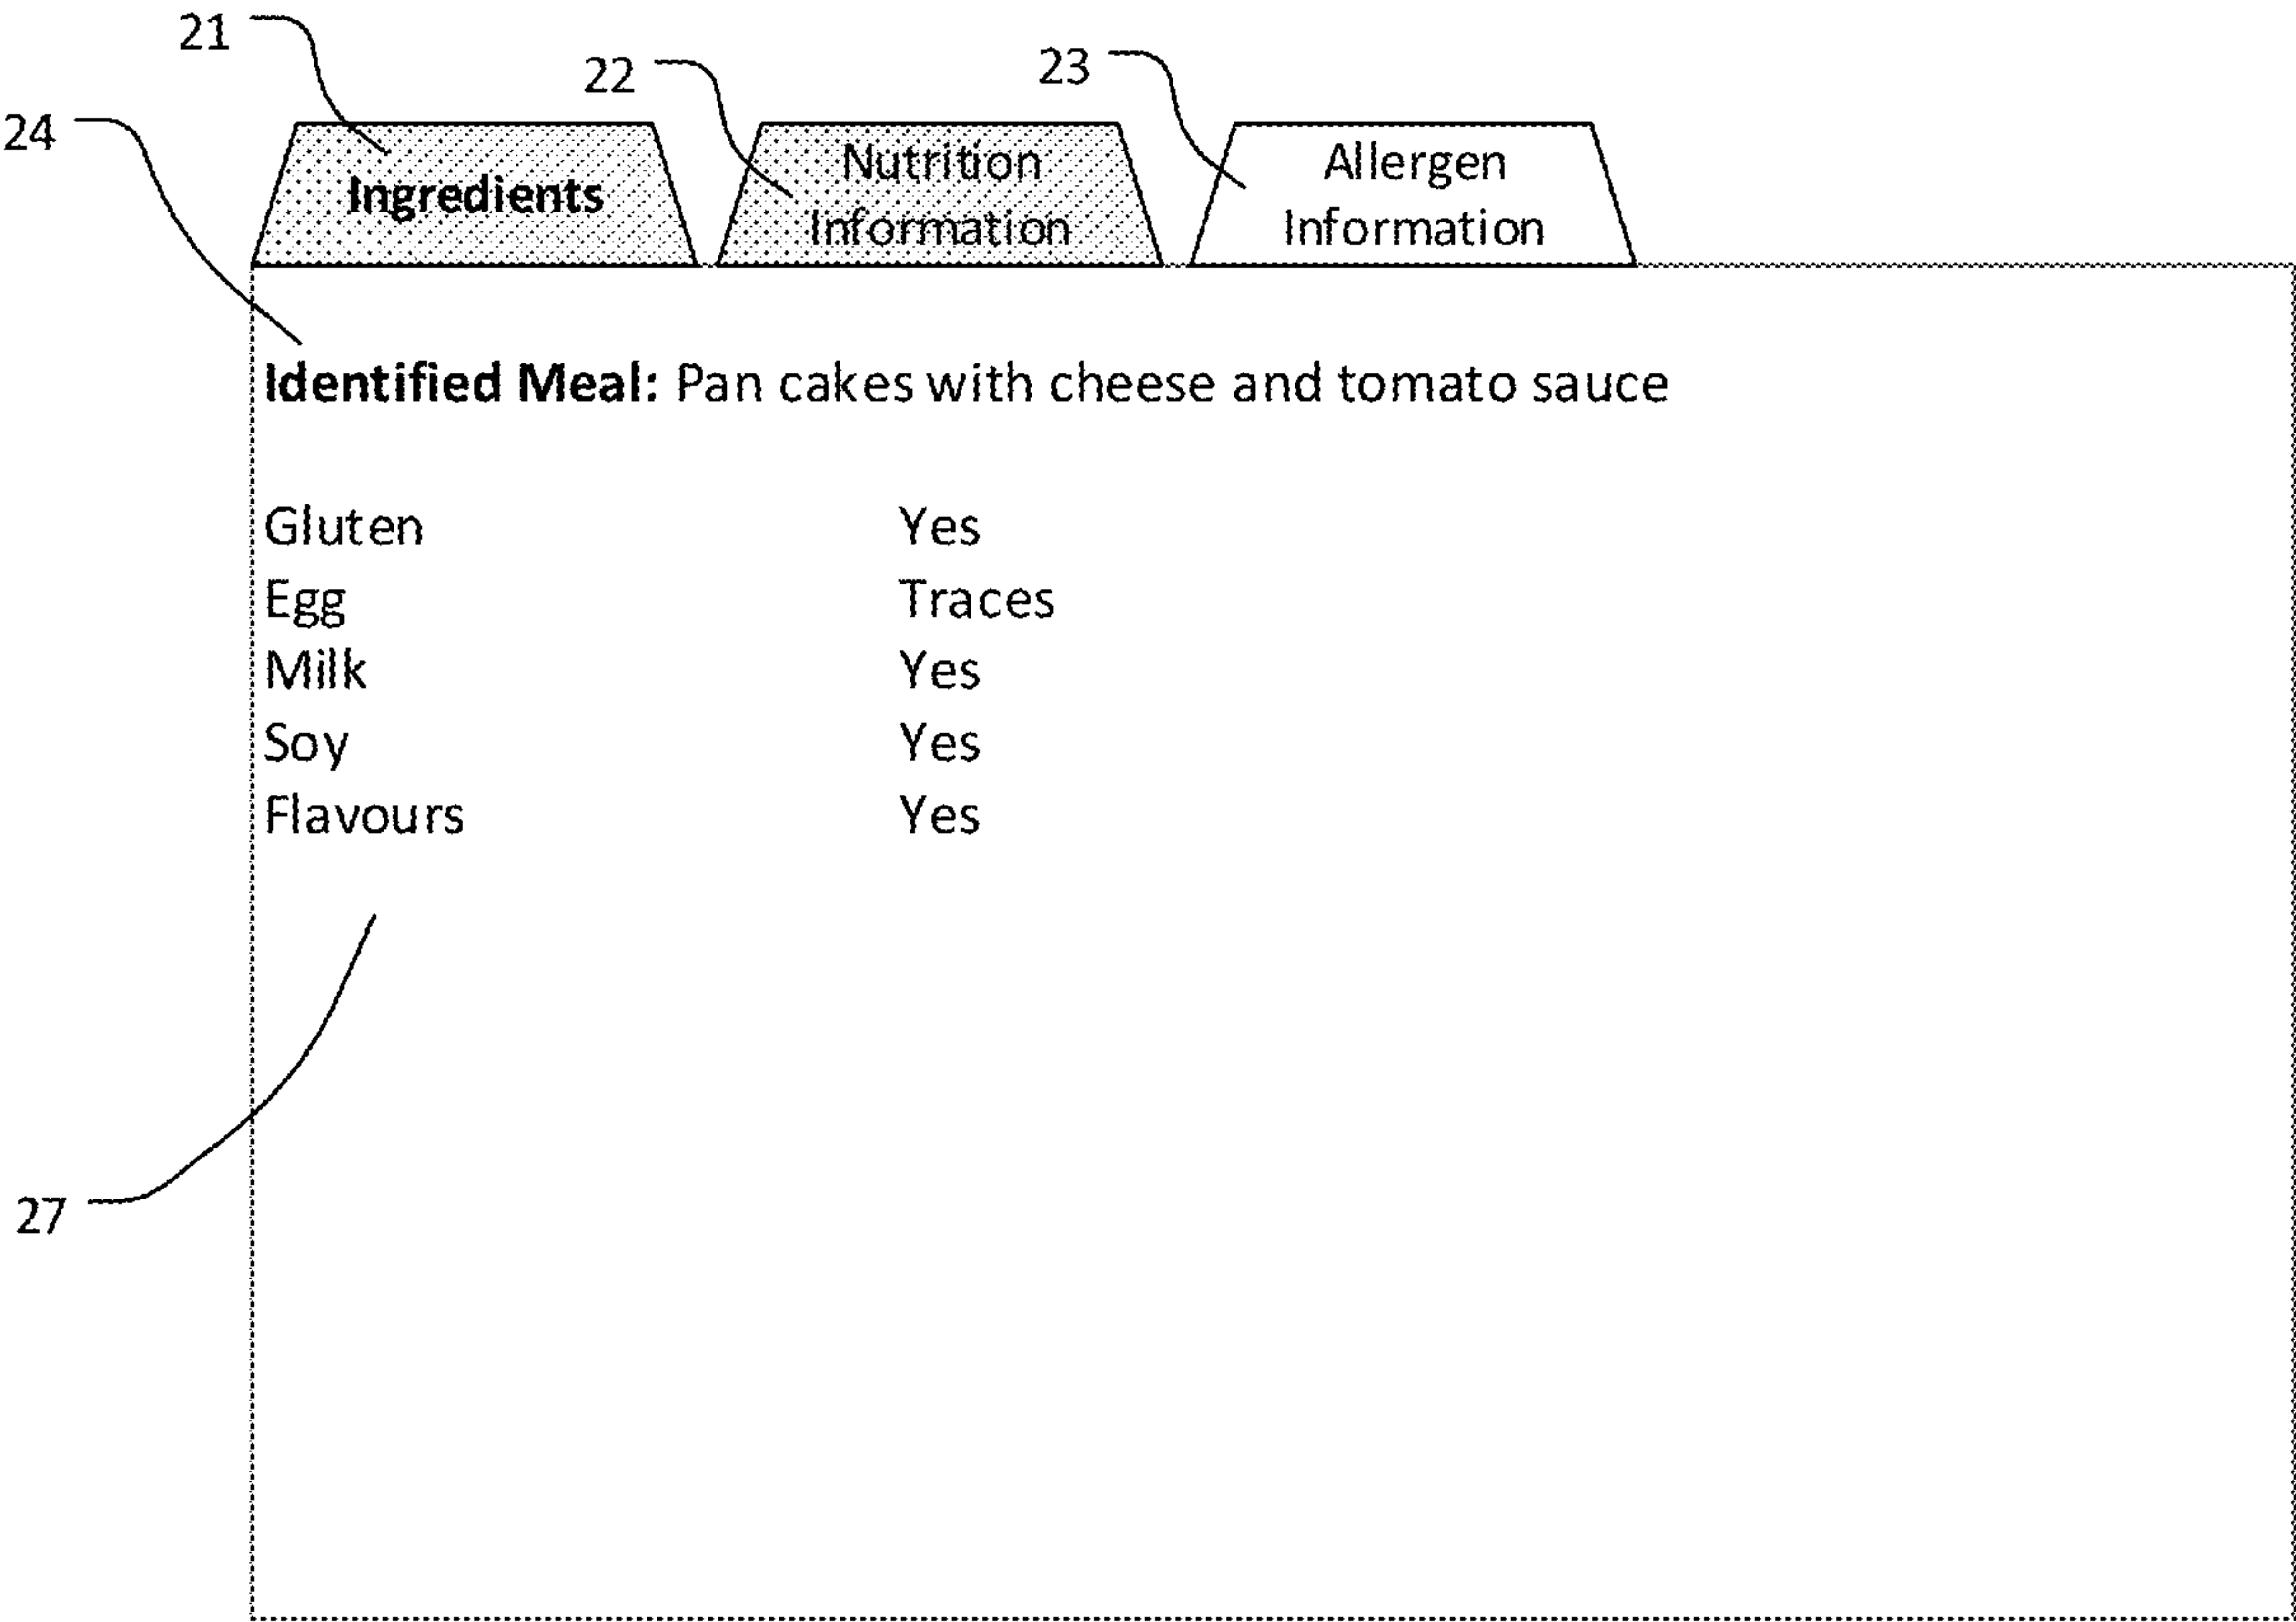 21
22
23
24
Ingredients
Nutrition
Information
Allergen
Information
Identified Meal: Pan cakes with cheese and tomato sauce
Gluten Yes
Egg Traces
Milk Yes
Soy Yes
Flavours Yes
27